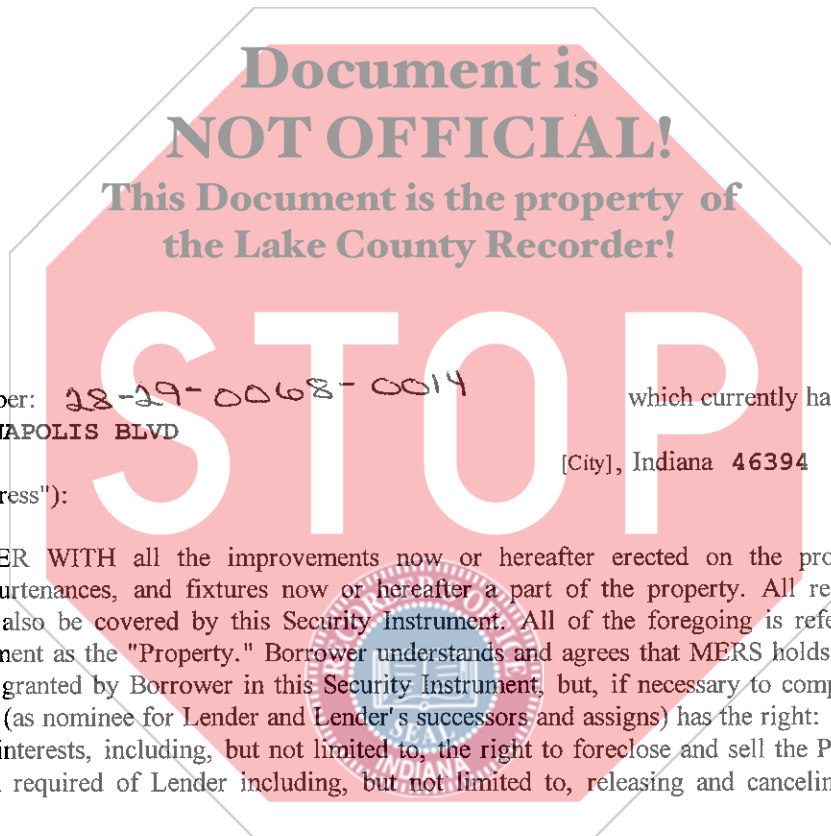 Document is
NOT OFFICIAL!
This Document is the property of
the Lake County Recorder!
STOP
per: 28-29-0068-0014 which currently ha
NAPOLIS BLVD
[City], Indiana 46394
ress"):
ER WITH all the improvements now or hereafter erected on the pro
urtenances, and fixtures now or hereafter a part of the property. All re
also be covered by this Security Instrument. All of the foregoing is refe
ment as the "Property." Borrower understands and agrees that MERS holds
granted by Borrower in this Security Instrument, but, if necessary to comp
(as nominee for Lender and Lender's successors and assigns) has the right:
interests, including, but not limited to, the right to foreclose and sell the P
required of Lender including, but not limited to, releasing and cancelin
RECORDER OFFICE
SEAL
INDIANA